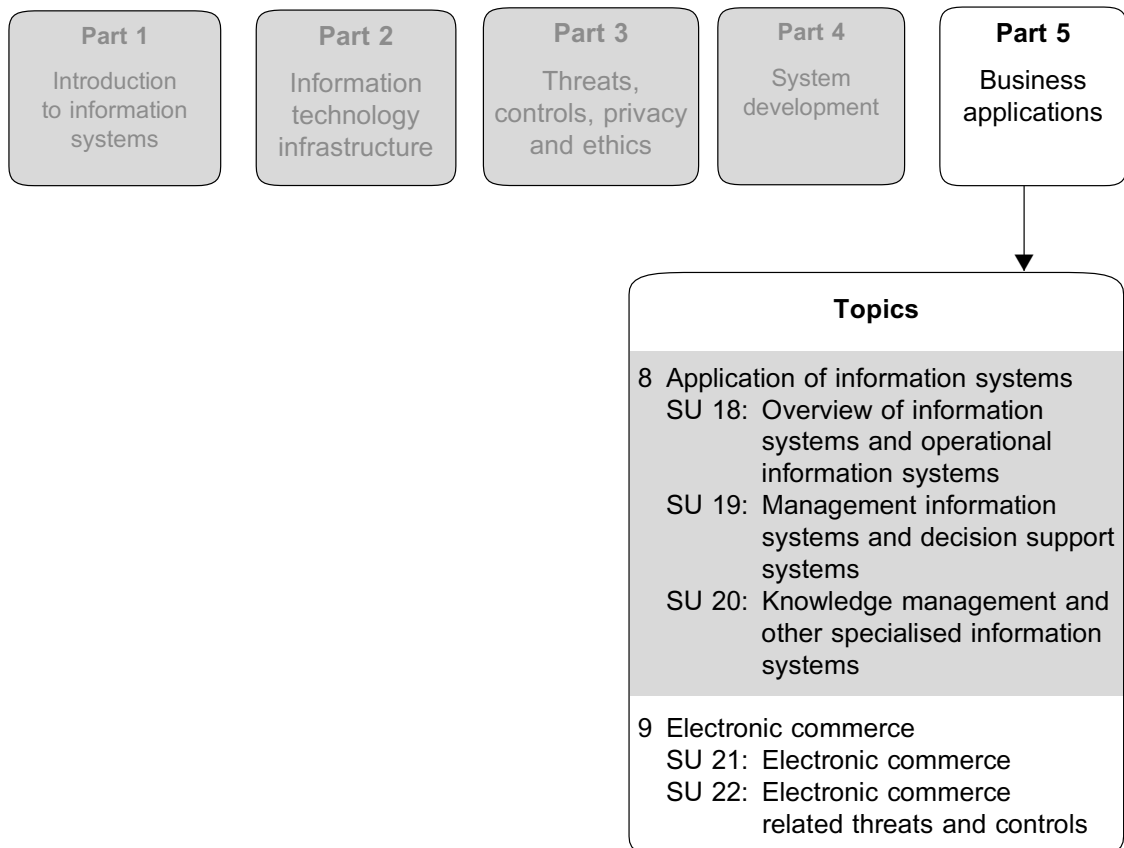 Part 1
Introduction
to information
systems
Part 2
Information
technology
infrastructure
Part 3
Threats,
controls, privacy
and ethics
Part 4
System
development
Part 5
Business
applications
Topics
8 Application of information systems
SU 18: Overview of information
systems and operational
information systems
SU 19: Management information
systems and decision support
systems
SU 20: Knowledge management and
other specialised information
systems
9 Electronic commerce
SU 21: Electronic commerce
SU 22: Electronic commerce
related threats and controls